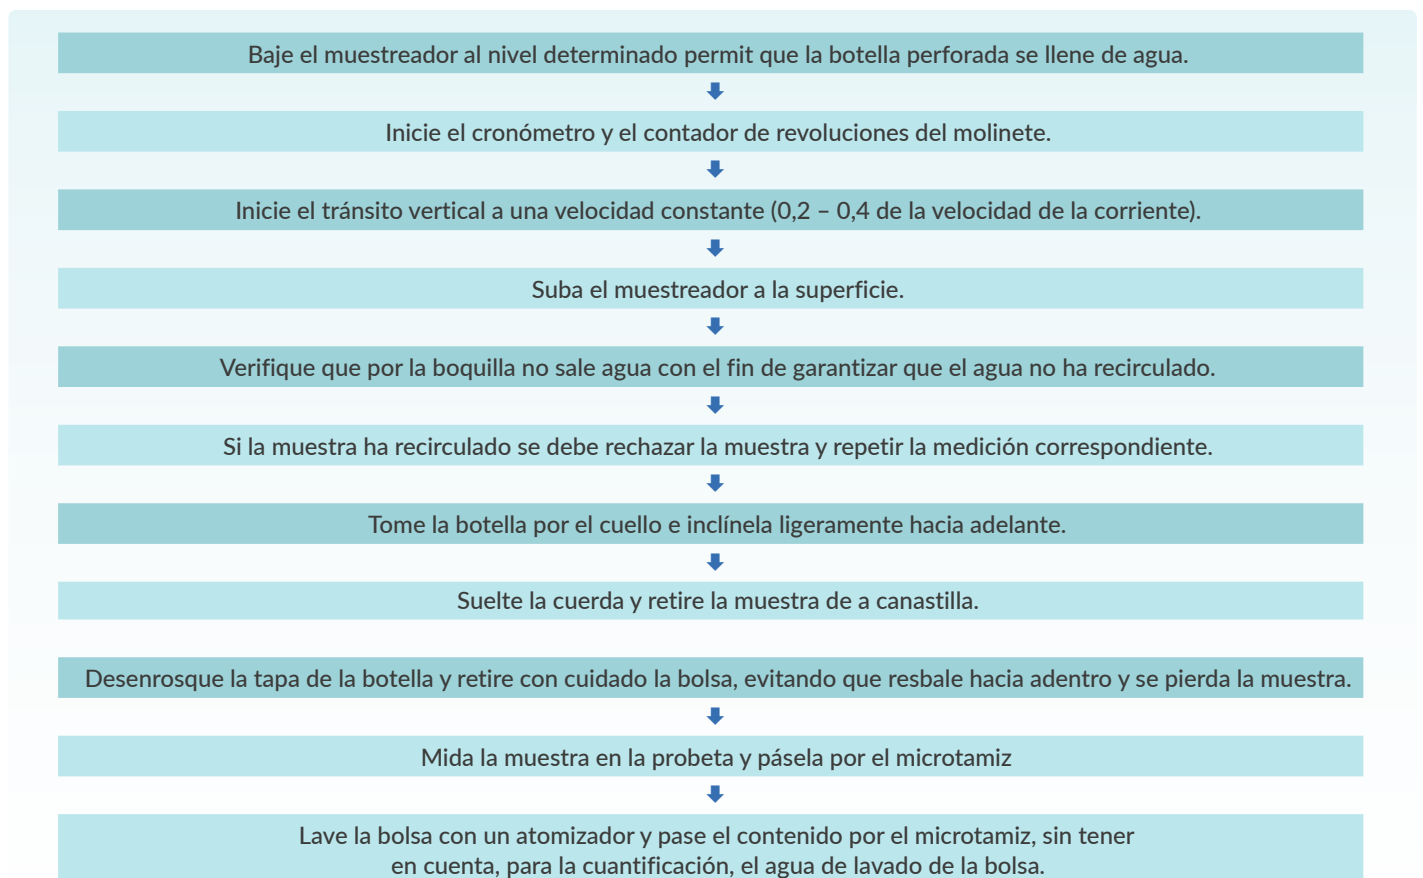 Baje el muestreador al nivel determinado permit que la botella perforada se llene de agua.
Inicie el cronómetro y el contador de revoluciones del molinete.
Inicie el tránsito vertical a una velocidad constante (0,2 – 0,4 de la velocidad de la corriente).
Suba el muestreador a la superficie.
Verifique que por la boquilla no sale agua con el fin de garantizar que el agua no ha recirculado.
Si la muestra ha recirculado se debe rechazar la muestra y repetir la medición correspondiente.
Tome la botella por el cuello e inclínela ligeramente hacia adelante.
Suelte la cuerda y retire la muestra de a canastilla.
Desenrosque la tapa de la botella y retire con cuidado la bolsa, evitando que resbale hacia adentro y se pierda la muestra.
Mida la muestra en la probeta y pásela por el microtamiz
Lave la bolsa con un atomizador y pase el contenido por el microtamiz, sin tener
en cuenta, para la cuantificación, el agua de lavado de la bolsa.